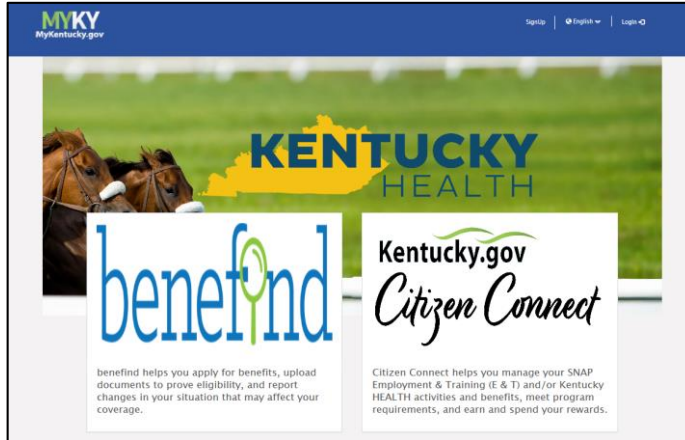 MYKY
MyKentucky.gov
SignUp
English
Login
KENTUCKY
HEALTH
benefind
Kentucky.gov
Citizen Connect
benefind helps you apply for benefits, upload
documents to prove eligibility, and report
changes in your situation that may affect your
coverage.
Citizen Connect helps you manage your SNAP
Employment & Training (E & T) and/or Kentucky
HEALTH activities and benefits, meet program
requirements, and earn and spend your rewards.